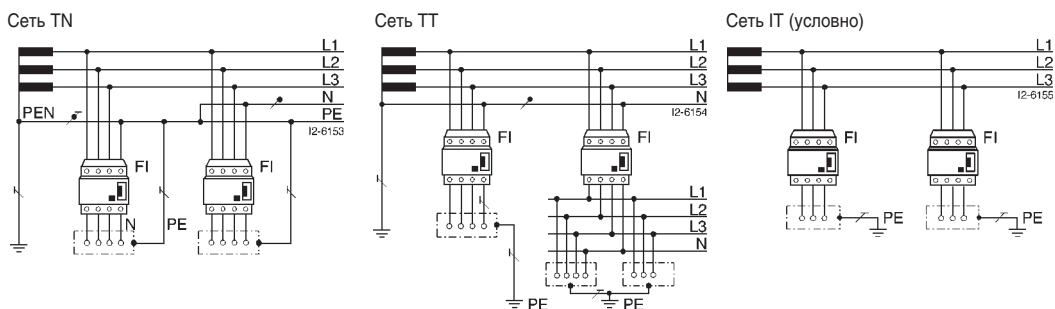 Сеть TN
L1
L2
L3
N
PEN
PE
I2-6153
FI
FI
N
PE
Сеть TT
L1
L2
L3
N
I2-6154
FI
FI
L1
L2
L3
N
PE
PE
Сеть IT (условно)
L1
L2
L3
I2-6155
FI
FI
PE
PE